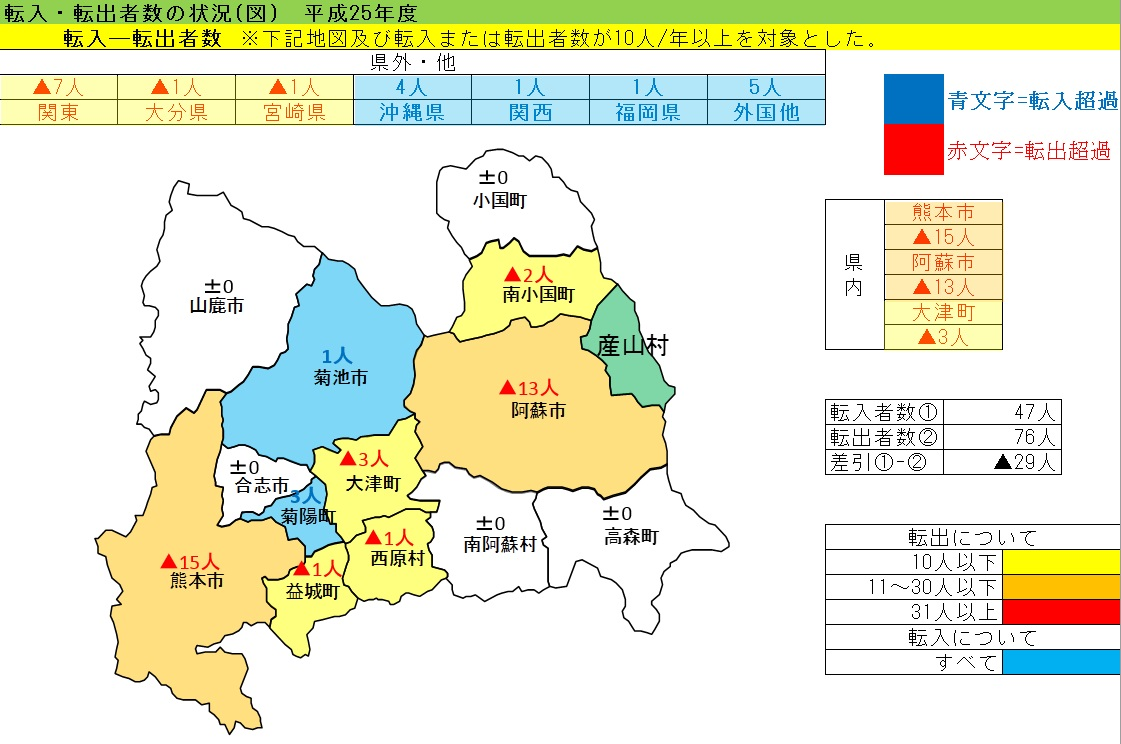 転入・転出者数の状況(図)　平成25年度
転入―転出者数　※下記地図及び転入または転出者数が10人/年以上を対象とした。
県外・他
▲7人 ▲1人 ▲1人 4人 1人 1人 5人
関東 大分県 宮崎県 沖縄県 関西 福岡県 外国他
青文字=転入超過
赤文字=転出超過
±0
小国町
▲2人
南小国町
±0
山鹿市
産山村
1人
菊池市
▲13人
阿蘇市
▲3人
大津町
±0
合志市
3人
菊陽町
▲1人
西原村
±0
南阿蘇村
±0
高森町
▲15人
熊本市
▲1人
益城町
県内
熊本市
▲15人
阿蘇市
▲13人
大津町
▲3人
転入者数① 47人
転出者数② 76人
差引①-② ▲29人
転出について
10人以下
11～30人以下
31人以上
転入について
すべて